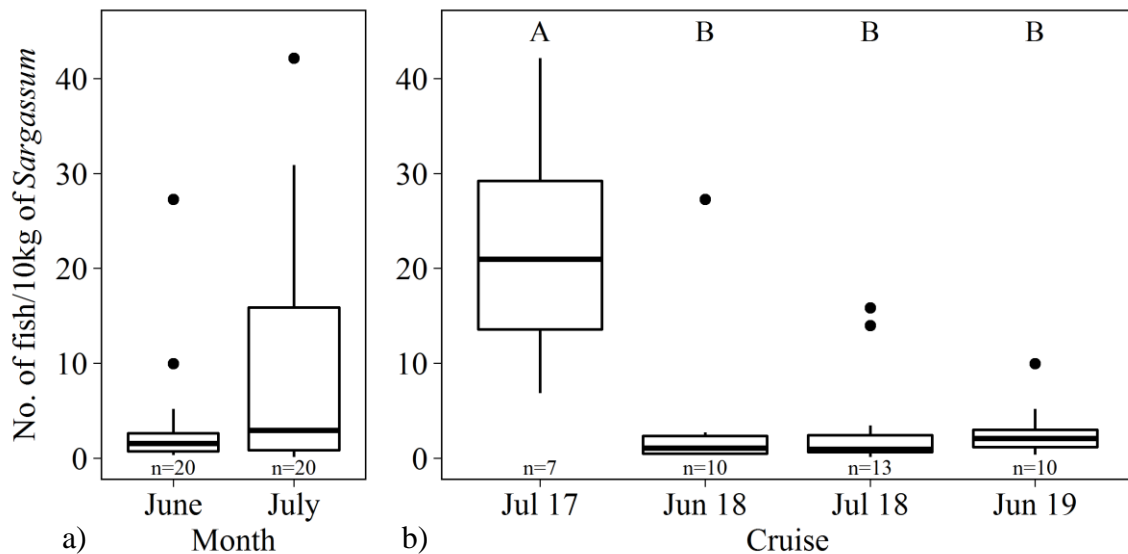 No. of fish/10kg of Sargassum
40
30
20
10
0
n=20 n=20
June July
a) Month
A B B B
40
30
20
10
0
n=7 n=10 n=13 n=10
Jul 17 Jun 18 Jul 18 Jun 19
b) Cruise